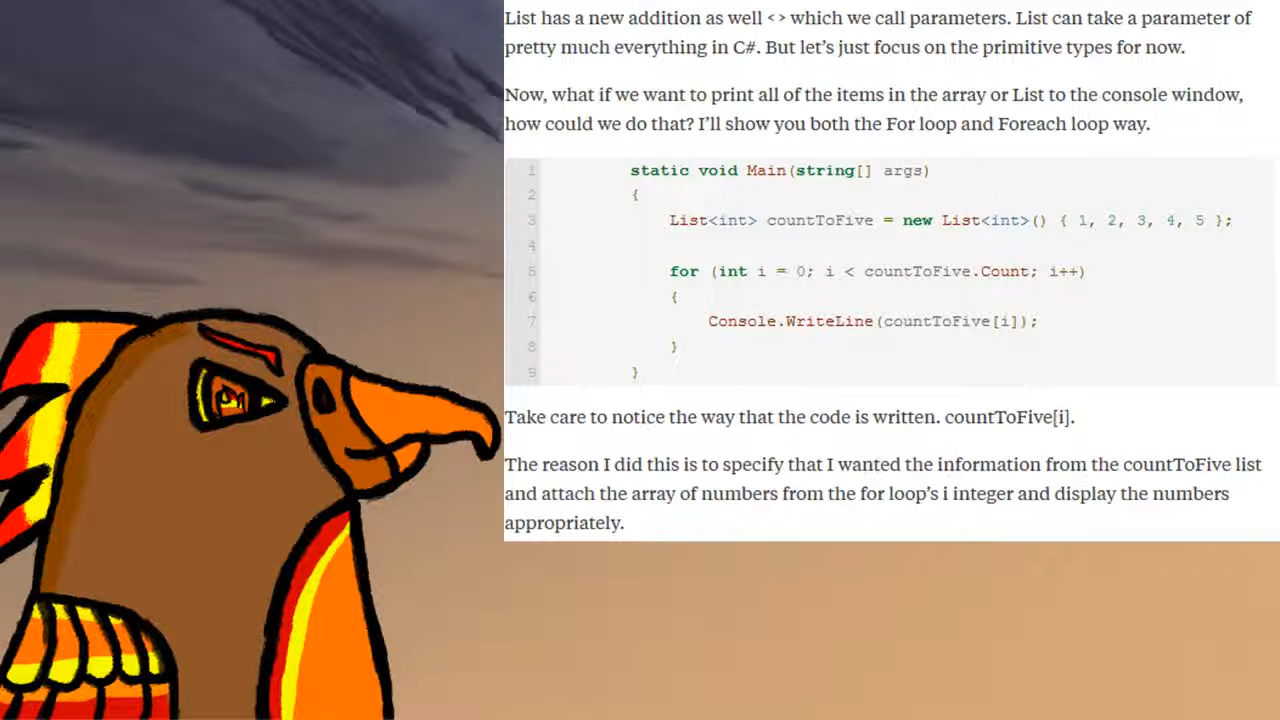 List has a new addition as well <> which we call parameters. List can take a parameter of
pretty much everything in C#. But let's just focus on the primitive types for now.
Now, what if we want to print all of the items in the array or List to the console window,
how could we do that? I'll show you both the For loop and Foreach loop way.
1 static void Main(string[] args)
2 {
3 List<int> countToFive = new List<int>() { 1, 2, 3, 4, 5 };
4
5 for (int i = 0; i < countToFive.Count; i++)
6 {
7 Console.WriteLine(countToFive[i]);
8 }
9 }
Take care to notice the way that the code is written. countToFive[i].
The reason I did this is to specify that I wanted the information from the countToFive list
and attach the array of numbers from the for loop's i integer and display the numbers
appropriately.